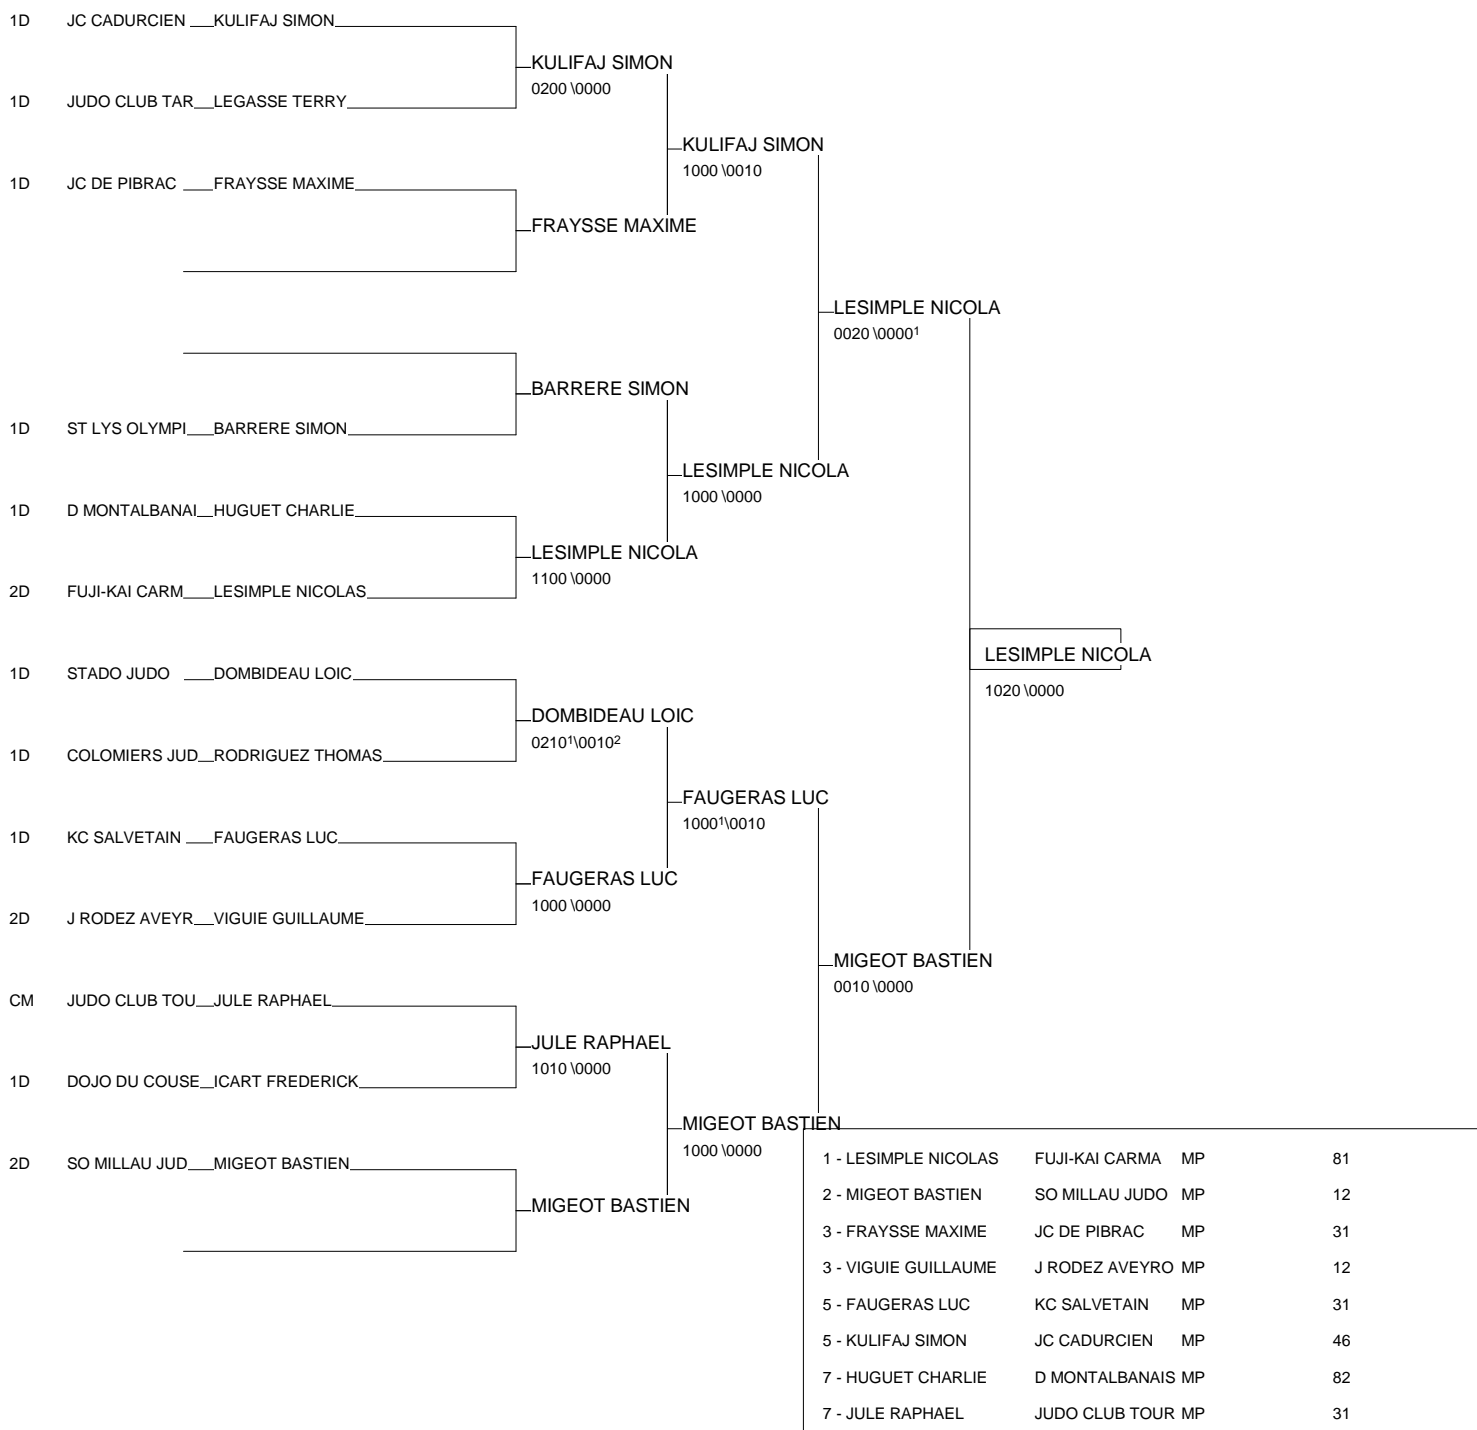 1D JC CADURCIEN KULIFAJ SIMON
KULIFAJ SIMON
0200 \0000
1D JUDO CLUB TAR LEGASSE TERRY
KULIFAJ SIMON
1000 \0010
1D JC DE PIBRAC FRAYSSE MAXIME
FRAYSSE MAXIME
LESIMPLE NICOLA
0020 \0000¹
BARRERE SIMON
1D ST LYS OLYMPI BARRERE SIMON
LESIMPLE NICOLA
1000 \0000
1D D MONTALBANAI HUGUET CHARLIE
LESIMPLE NICOLA
1100 \0000
2D FUJI-KAI CARM LESIMPLE NICOLAS
LESIMPLE NICOLA
1020 \0000
1D STADO JUDO DOMBIDEAU LOIC
DOMBIDEAU LOIC
0210¹\0010²
1D COLOMIERS JUD RODRIGUEZ THOMAS
FAUGERAS LUC
1000¹\0010
1D KC SALVETAIN FAUGERAS LUC
FAUGERAS LUC
1000 \0000
2D J RODEZ AVEYR VIGUIE GUILLAUME
MIGEOT BASTIEN
0010 \0000
CM JUDO CLUB TOU JULE RAPHAEL
JULE RAPHAEL
1010 \0000
1D DOJO DU COUSE ICART FREDERICK
MIGEOT BASTIEN
1000 \0000
2D SO MILLAU JUD MIGEOT BASTIEN
MIGEOT BASTIEN
1 - LESIMPLE NICOLAS FUJI-KAI CARMA MP 81
2 - MIGEOT BASTIEN SO MILLAU JUDO MP 12
3 - FRAYSSE MAXIME JC DE PIBRAC MP 31
3 - VIGUIE GUILLAUME J RODEZ AVEYRO MP 12
5 - FAUGERAS LUC KC SALVETAIN MP 31
5 - KULIFAJ SIMON JC CADURCIEN MP 46
7 - HUGUET CHARLIE D MONTALBANAIS MP 82
7 - JULE RAPHAEL JUDO CLUB TOUR MP 31